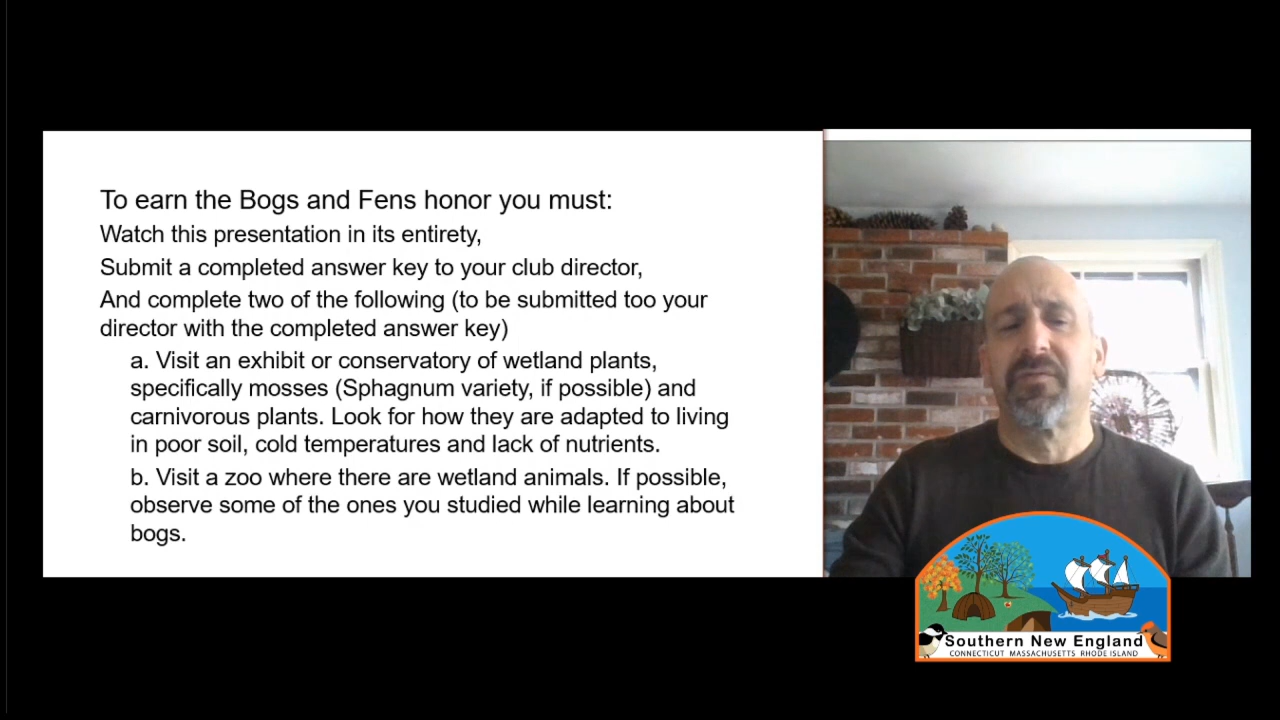 To earn the Bogs and Fens honor you must:
Watch this presentation in its entirety,
Submit a completed answer key to your club director,
And complete two of the following (to be submitted too your
director with the completed answer key)
a. Visit an exhibit or conservatory of wetland plants,
specifically mosses (Sphagnum variety, if possible) and
carnivorous plants. Look for how they are adapted to living
in poor soil, cold temperatures and lack of nutrients.
b. Visit a zoo where there are wetland animals. If possible,
observe some of the ones you studied while learning about
bogs.
Southern New England
CONNECTICUT MASSACHUSETTS RHODE ISLAND